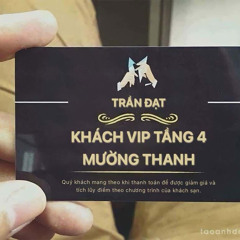 TRẦN ĐẠT
KHÁCH VIP TẦNG 4
MƯỜNG THANH
Quý khách mang theo khi thanh toán để được giảm giá và
tích lũy điểm theo chương trình của khách sạn.